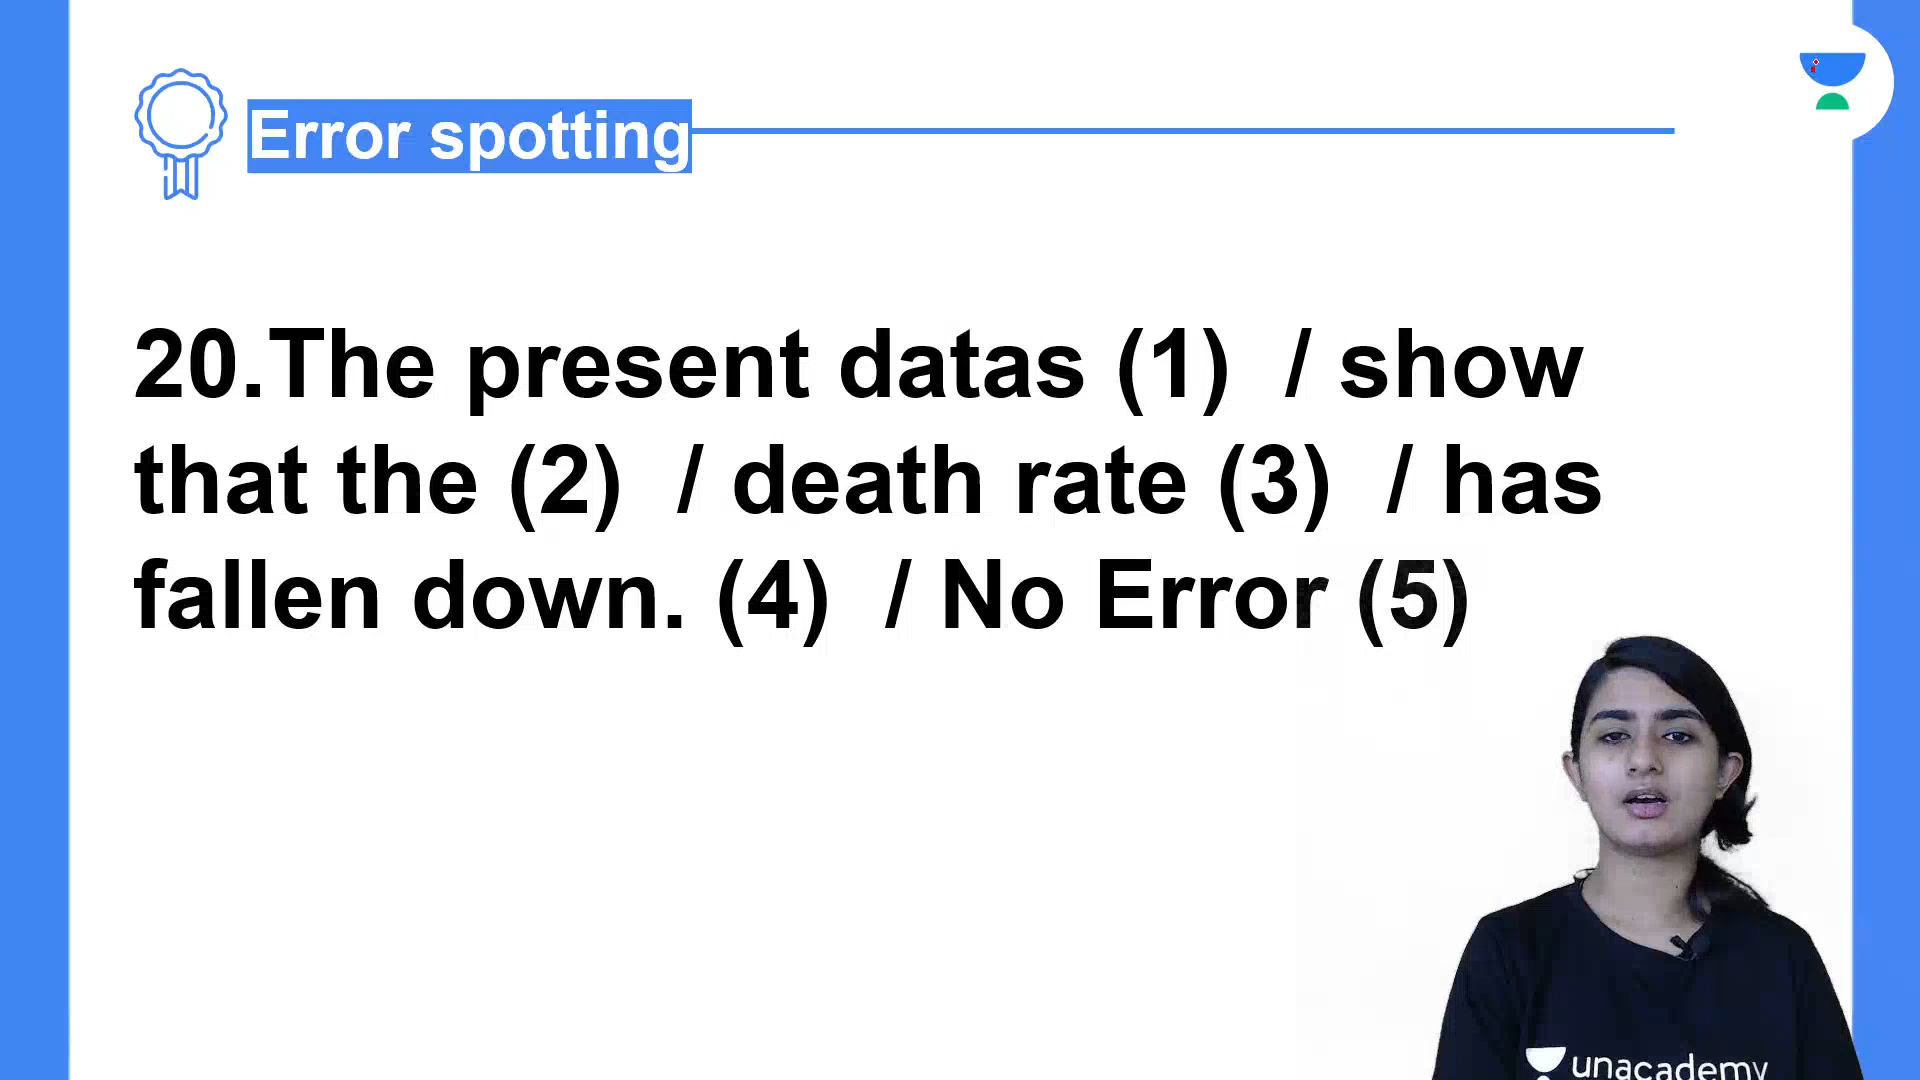 Error spotting
20.The present datas (1) / show
that the (2) / death rate (3) / has
fallen down. (4) / No Error (5)
unacademy